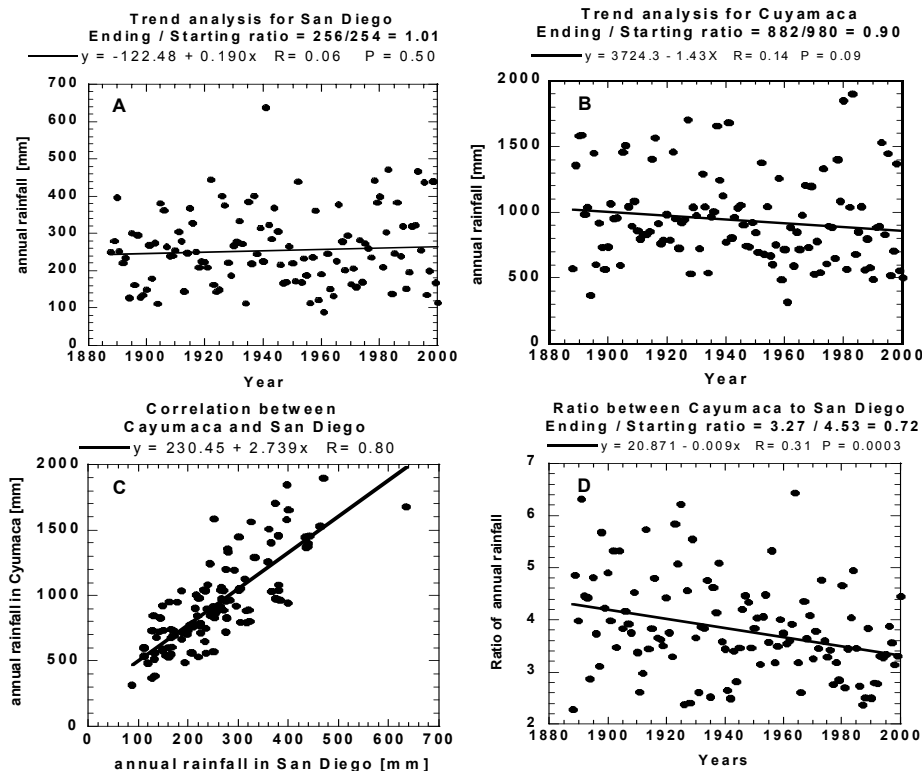 Trend analysis for San Diego
Ending / Starting ratio = 256/254 = 1.01
y = -122.48 + 0.190x R= 0.06 P = 0.50
700
600
500
400
300
200
100
0
annual rainfall [mm]
A
1880 1900 1920 1940 1960 1980 2000
Year
Trend analysis for Cuyamaca
Ending / Starting ratio = 882/980 = 0.90
y = 3724.3 -1.43X R= 0.14 P = 0.09
2000
1500
1000
500
0
annual rainfall [mm]
B
1880 1900 1920 1940 1960 1980 2000
Year
Correlation between
Cayumaca and San Diego
y = 230.45 + 2.739x R= 0.80
2000
1500
1000
500
0
annual rainfall in Cyumaca [mm]
C
0 100 200 300 400 500 600 700
annual rainfall in San Diego [mm]
Ratio between Cayumaca to San Diego
Ending / Starting ratio = 3.27 / 4.53 = 0.72
y = 20.871 -0.009x R= 0.31 P = 0.0003
7
6
5
4
3
2
Ratio of annual rainfall
D
1880 1900 1920 1940 1960 1980 2000
Years